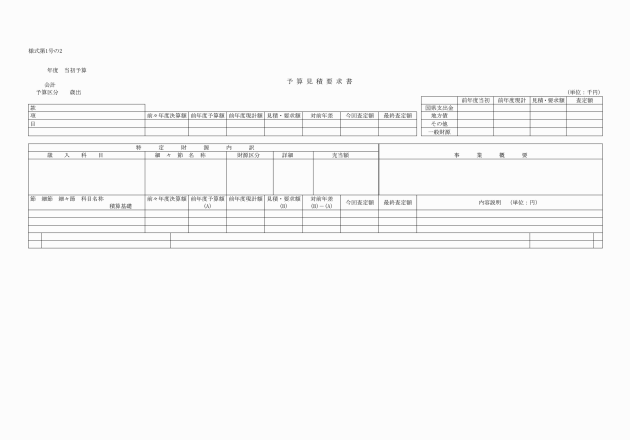 様式第1号の2
年度　当初予算
予 算 見 積 要 求 書
会計
予算区分　歳出
(単位：千円)
前年度当初　前年度現計　見積・要求額　査定額
款　国県支出金
項　前々年度決算額　前年度予算額　前年度現計額　見積・要求額　対前年差　今回査定額　最終査定額　地方債
目　その他
一般財源
特　定　財　源　内　訳
歳　入　科　目　細　々　節　名　称　財源区分　詳細　充当額　事　業　概　要
節　細節　細々節　科目名称　前々年度決算額　前年度予算額　前年度現計額　見積・要求額　対前年差　今回査定額　最終査定額　内容説明　(単位：円)
積算基礎　(A)　(B)　(B)－(A)